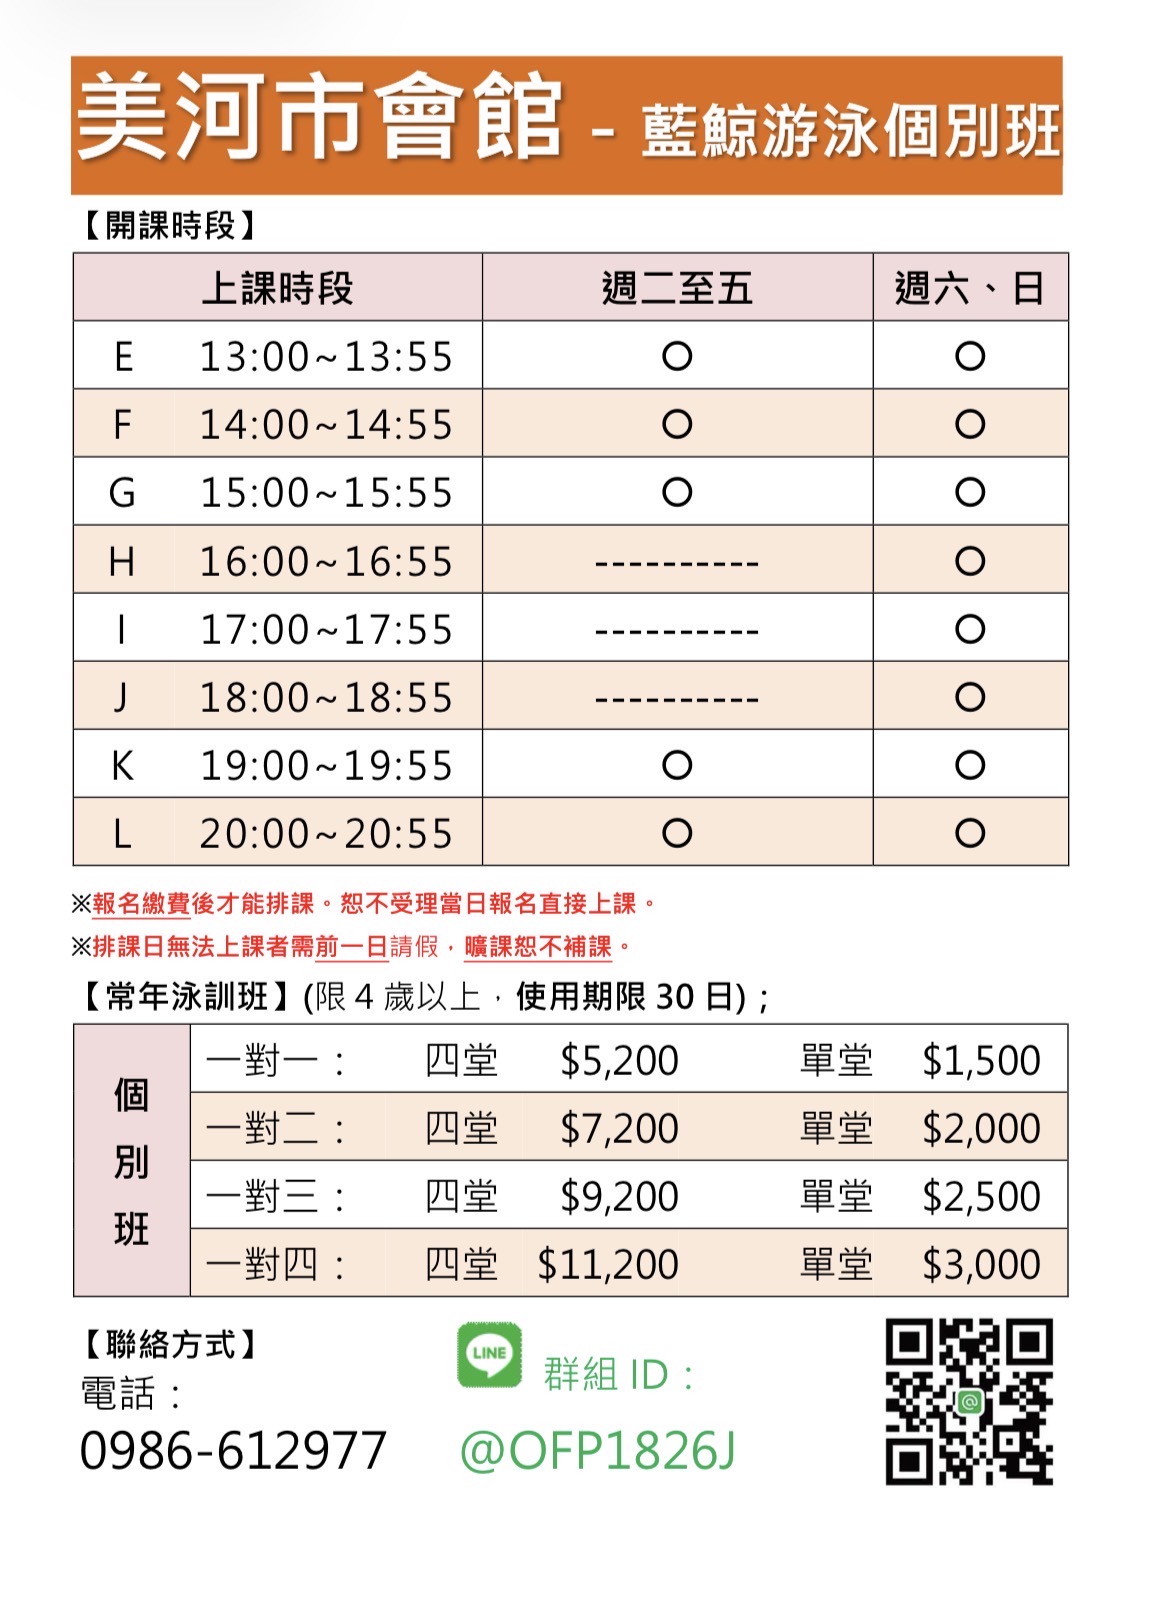 美河市會館 - 藍鯨游泳個別班
【開課時段】
上課時段 週二至五 週六、日
E 13:00~13:55 〇 〇
F 14:00~14:55 〇 〇
G 15:00~15:55 〇 〇
H 16:00~16:55 ---------- 〇
I 17:00~17:55 ---------- 〇
J 18:00~18:55 ---------- 〇
K 19:00~19:55 〇 〇
L 20:00~20:55 〇 〇
※報名繳費後才能排課。恕不受理當日報名直接上課。
※排課日無法上課者需前一日請假，曠課恕不補課。
【常年泳訓班】(限 4 歲以上，使用期限 30 日)；
個別班
一對一： 四堂 $5,200 單堂 $1,500
一對二： 四堂 $7,200 單堂 $2,000
一對三： 四堂 $9,200 單堂 $2,500
一對四： 四堂 $11,200 單堂 $3,000
【聯絡方式】
電話：
0986-612977
LINE 群組 ID：
@OFP1826J